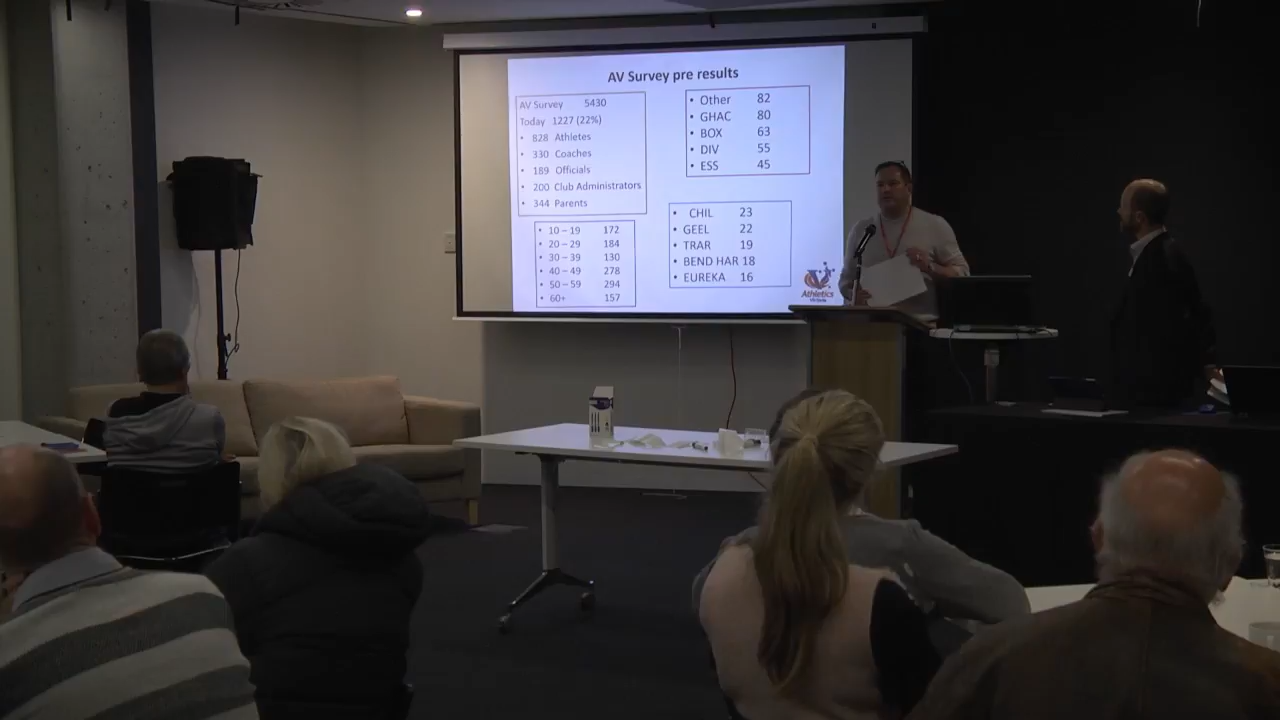 AV Survey pre results
AV Survey 5430
Today 1227 (22%)
• 828 Athletes
• 330 Coaches
• 189 Officials
• 200 Club Administrators
• 344 Parents
• 10 – 19 172
• 20 – 29 184
• 30 – 39 130
• 40 – 49 278
• 50 – 59 294
• 60+ 157
• Other 82
• GHAC 80
• BOX 63
• DIV 55
• ESS 45
• CHIL 23
• GEEL 22
• TRAR 19
• BEND HAR 18
• EUREKA 16
Athletics